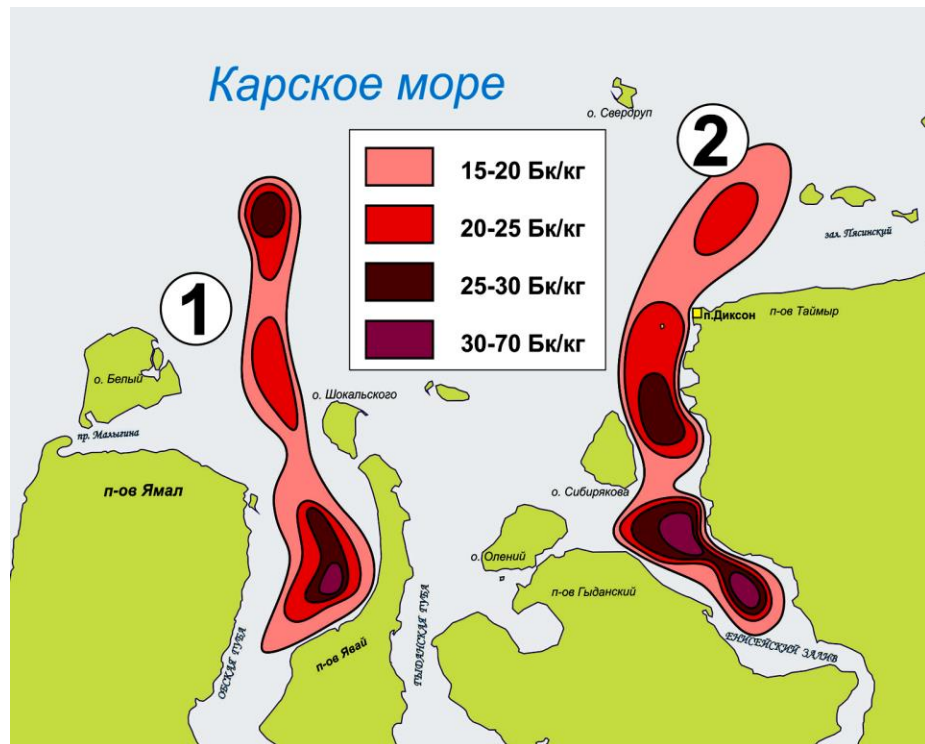 Карское море
о. Свердруп
2
15-20 Бк/кг
20-25 Бк/кг
25-30 Бк/кг
30-70 Бк/кг
зал. Пясинский
1
п.Диксон
п-ов Таймыр
о. Белый
о. Шокальского
пр. Малыгина
п-ов Ямал
о. Сибирякова
о. Олений
п-ов Гыданский
ОБСКАЯ ГУБА
п-ов Явай
ГЫДАНСКАЯ ГУБА
ЕНИСЕЙСКИЙ ЗАЛИВ